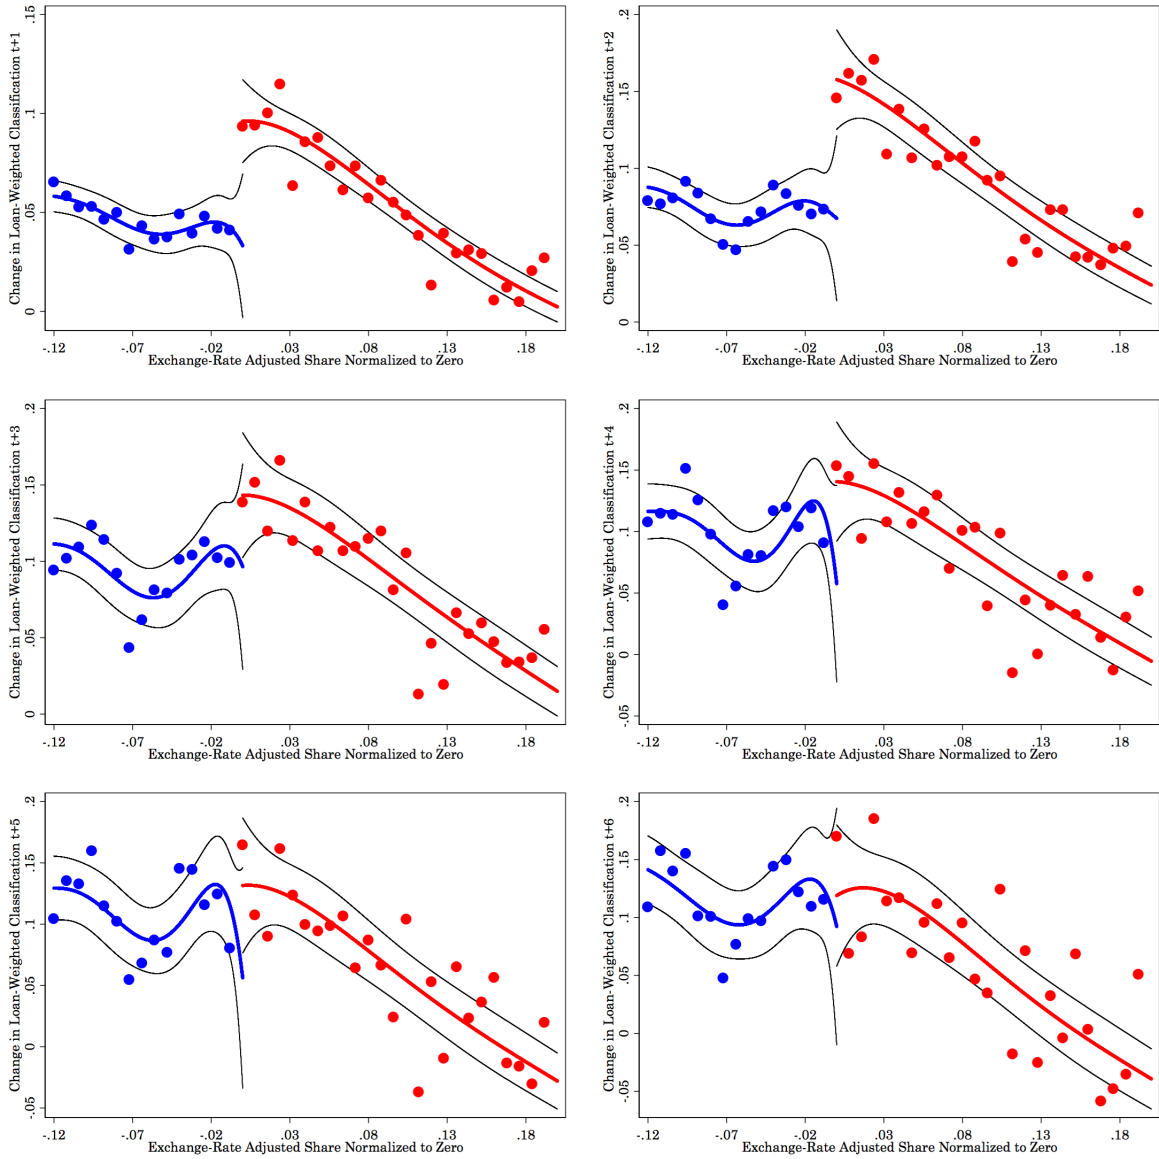 Change in Loan-Weighted Classification t+1
.15
.1
.05
0
-.12 -.07 -.02 .03 .08 .13 .18
Exchange-Rate Adjusted Share Normalized to Zero
Change in Loan-Weighted Classification t+2
.2
.15
.1
.05
0
-.12 -.07 -.02 .03 .08 .13 .18
Exchange-Rate Adjusted Share Normalized to Zero
Change in Loan-Weighted Classification t+3
.2
.15
.1
.05
0
-.12 -.07 -.02 .03 .08 .13 .18
Exchange-Rate Adjusted Share Normalized to Zero
Change in Loan-Weighted Classification t+4
.2
.15
.1
.05
0
-.05
-.12 -.07 -.02 .03 .08 .13 .18
Exchange-Rate Adjusted Share Normalized to Zero
Change in Loan-Weighted Classification t+5
.2
.15
.1
.05
0
-.05
-.12 -.07 -.02 .03 .08 .13 .18
Exchange-Rate Adjusted Share Normalized to Zero
Change in Loan-Weighted Classification t+6
.2
.15
.1
.05
0
-.05
-.12 -.07 -.02 .03 .08 .13 .18
Exchange-Rate Adjusted Share Normalized to Zero